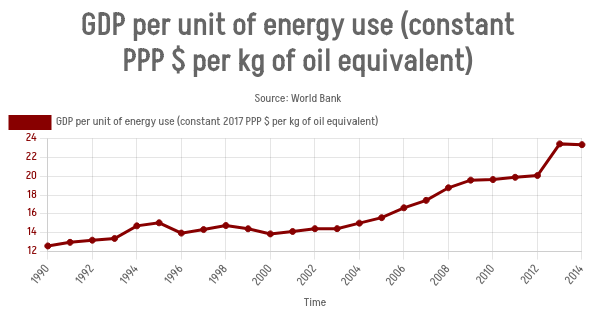 GDP per unit of energy use (constant
PPP $ per kg of oil equivalent)
Source: World Bank
GDP per unit of energy use (constant 2017 PPP $ per kg of oil equivalent)
24
22
20
18
16
14
12
1990 1992 1994 1996 1998 2000 2002 2004 2006 2008 2010 2012 2014
Time